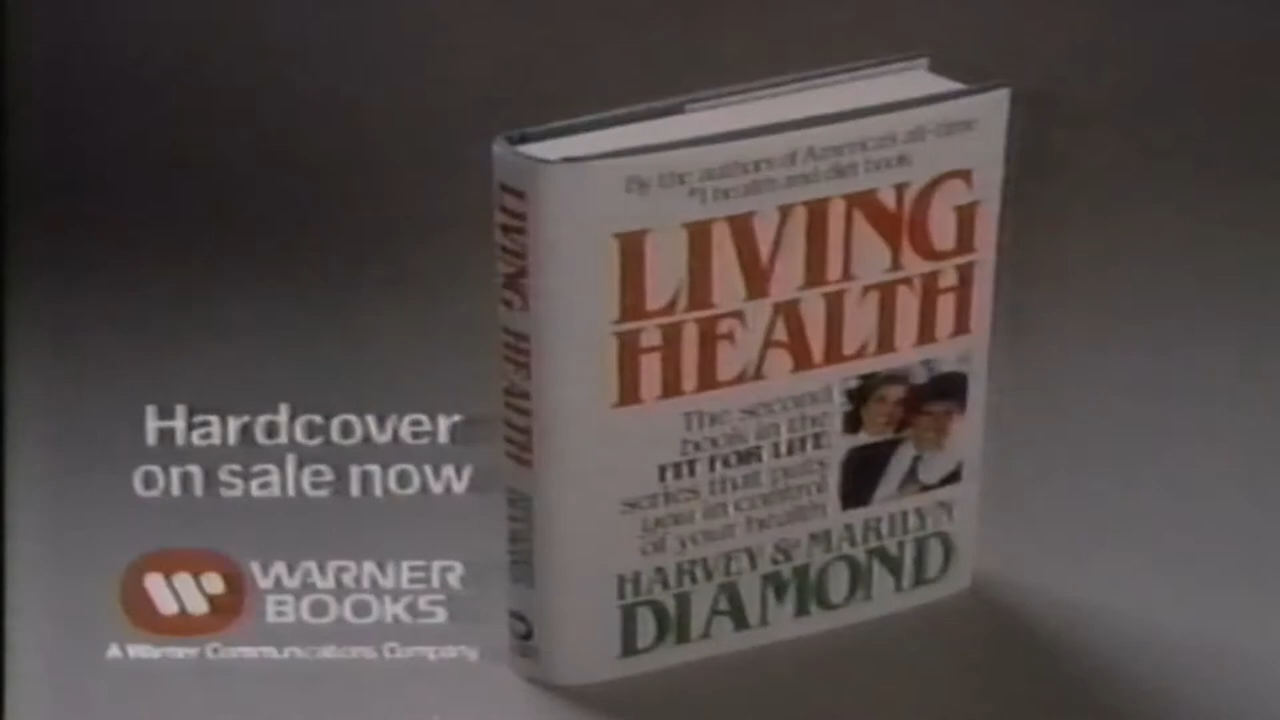 By the authors of America's all-time
#1 health and diet book
LIVING
HEALTH
The second
book in the
FIT FOR LIFE
series that puts
you in control
of your health
HARVEY & MARILYN
DIAMOND
LIVING HEALTH
DIAMOND
Hardcover
on sale now
WARNER
BOOKS
A Warner Communications Company